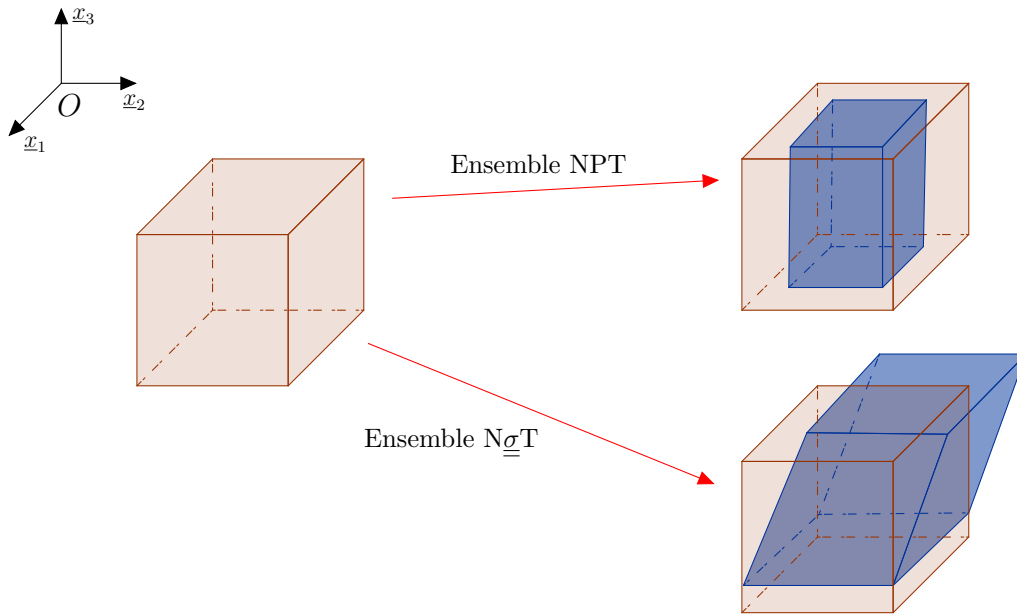 x₃
O
x₂
x₁
Ensemble NPT
Ensemble NσT